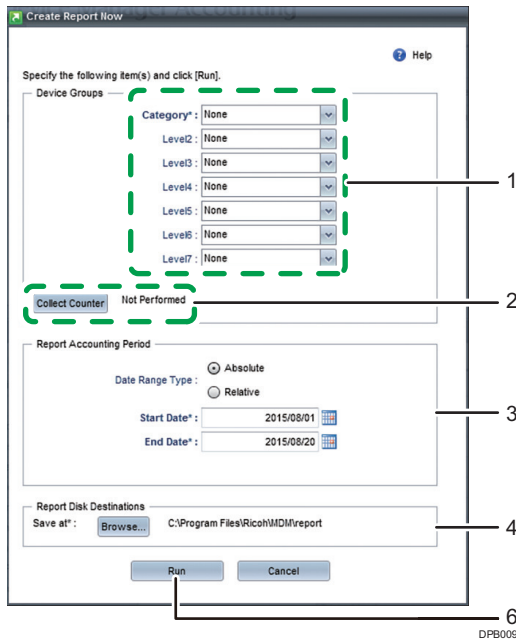 Create Report Now
Help
Specify the following item(s) and click [Run].
Device Groups
Category* : None
Level2 : None
Level3 : None
Level4 : None
Level5 : None
Level6 : None
Level7 : None
1
Collect Counter Not Performed
2
Report Accounting Period
Date Range Type : Absolute
Relative
Start Date* : 2015/08/01
3
End Date* : 2015/08/20
Report Disk Destinations
Save at* : Browse... C:\Program Files\Ricoh\MDM\report
4
Run Cancel
6
DPB009